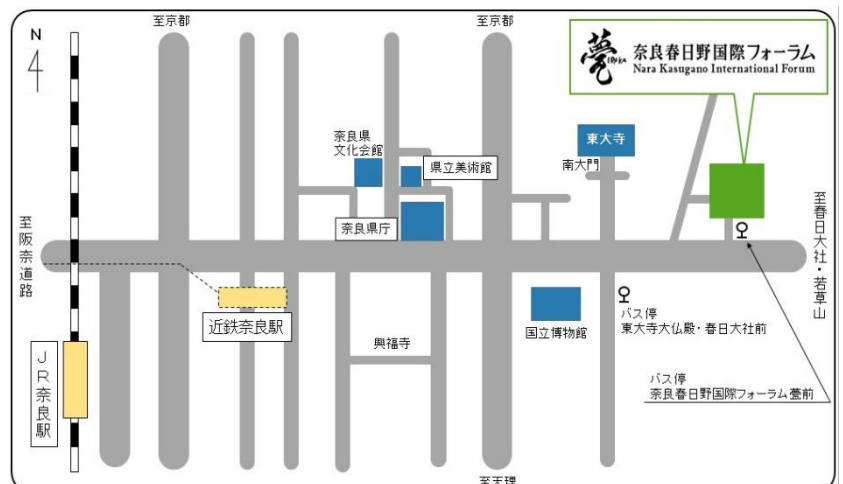 至京都
至京都
N
甍
IRAKA
奈良春日野国際フォーラム
Nara Kasugano International Forum
奈良県
文化会館
県立美術館
東大寺
南大門
奈良県庁
至阪奈道路
至春日大社・若草山
近鉄奈良駅
国立博物館
バス停
東大寺大仏殿・春日大社前
興福寺
JR奈良駅
バス停
奈良春日野国際フォーラム甍前
至天理